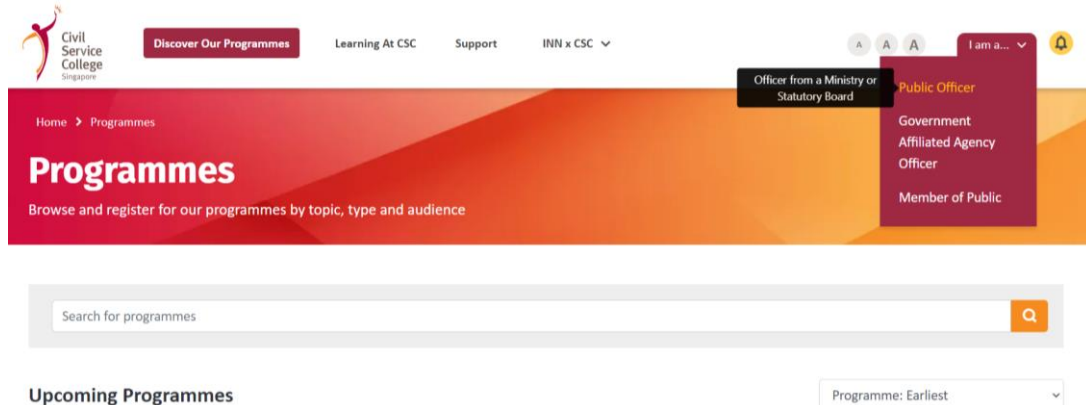 Civil
Service
College
Singapore
Discover Our Programmes
Learning At CSC
Support
INN x CSC
A A A
I am a...
Officer from a Ministry or
Statutory Board
Public Officer
Government
Affiliated Agency
Officer
Member of Public
Home > Programmes
Programmes
Browse and register for our programmes by topic, type and audience
Search for programmes
Upcoming Programmes
Programme: Earliest